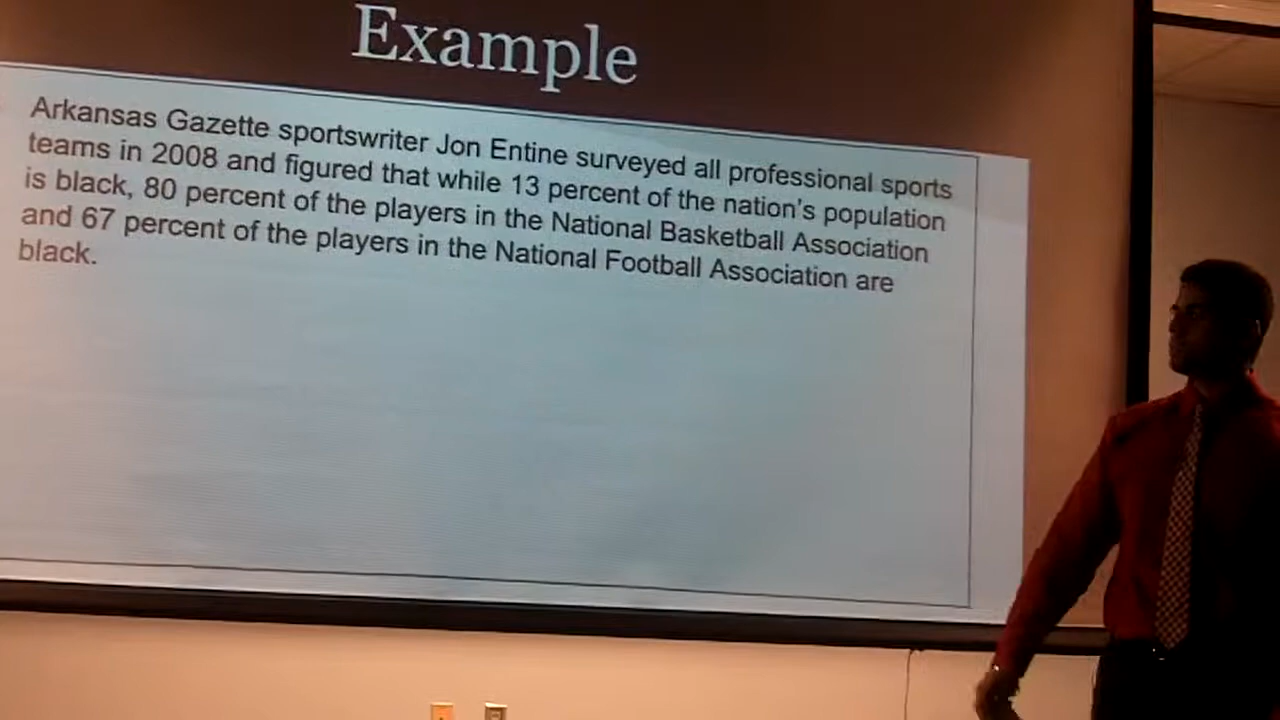 Example
Arkansas Gazette sportswriter Jon Entine surveyed all professional sports
teams in 2008 and figured that while 13 percent of the nation's population
is black, 80 percent of the players in the National Basketball Association
and 67 percent of the players in the National Football Association are
black.